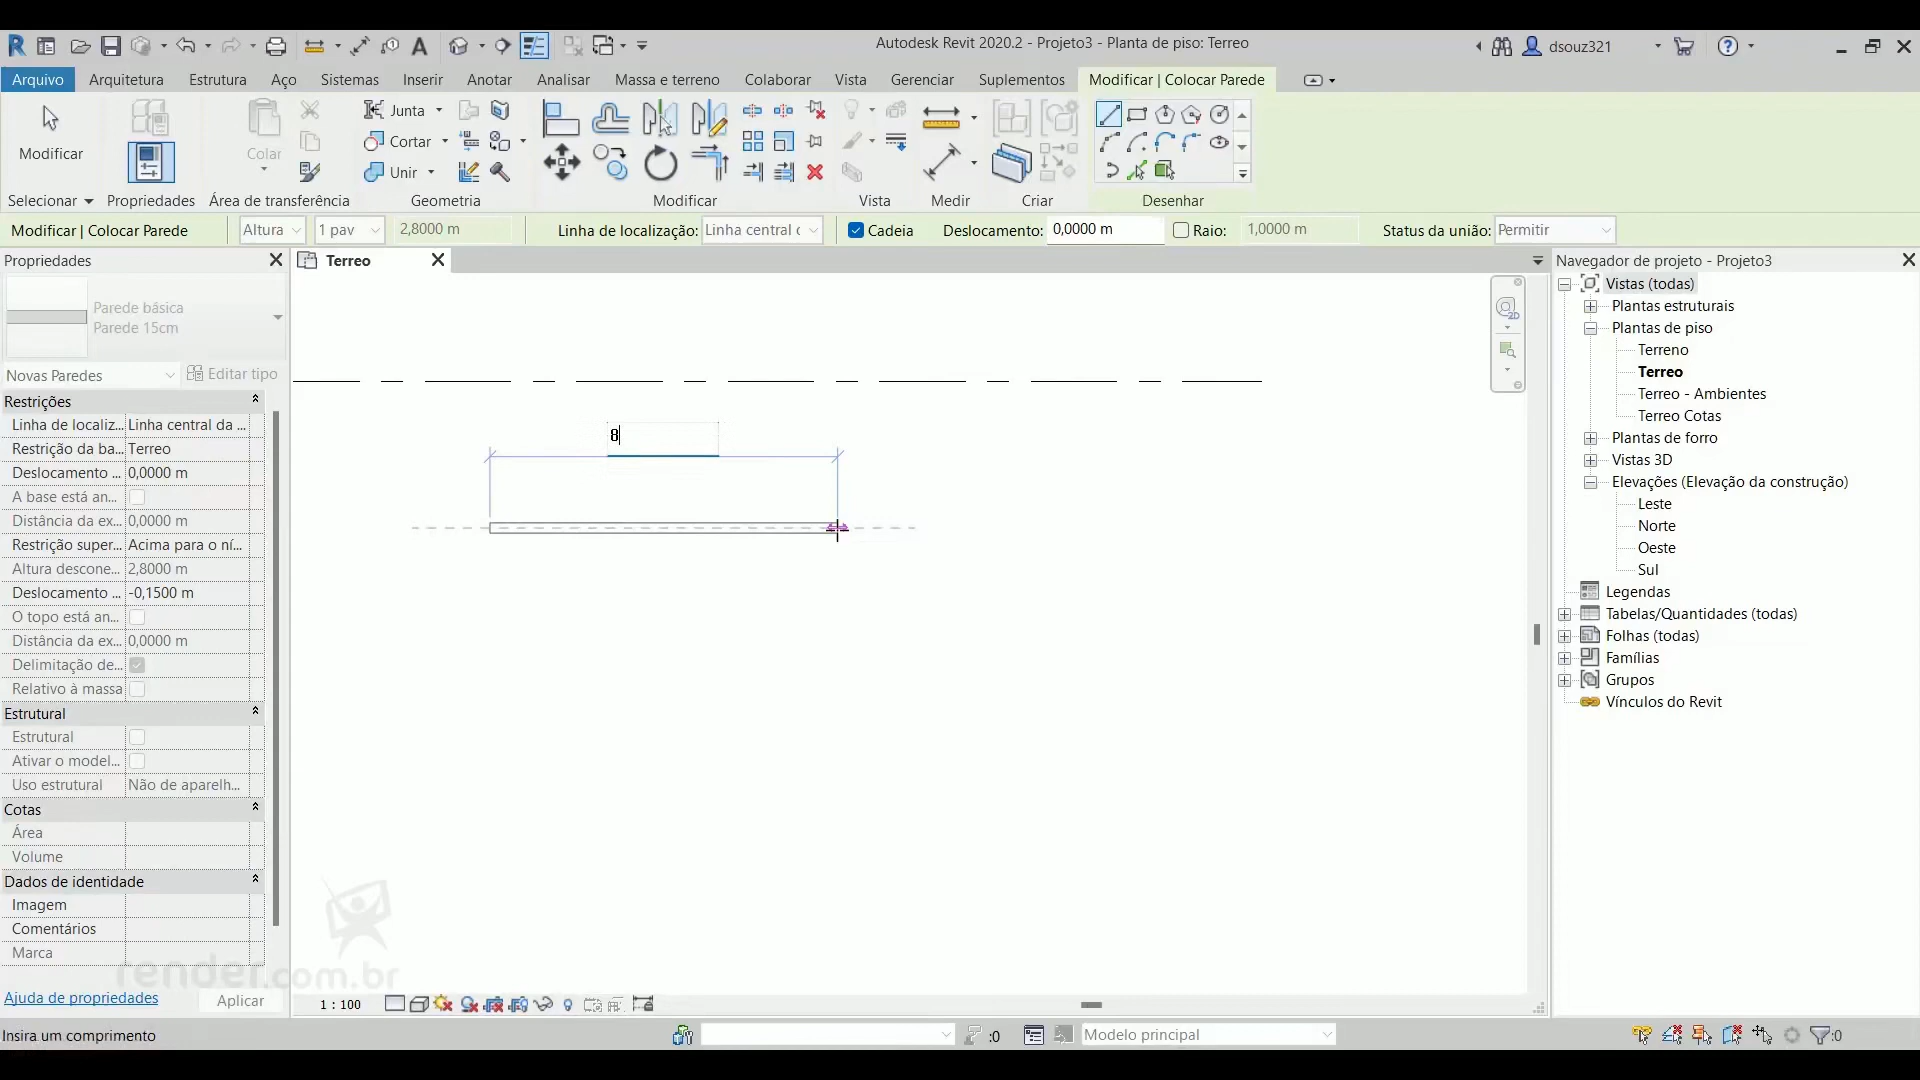 Autodesk Revit 2020.2 - Projeto3 - Planta de piso: Terreo
dsouz321
Arquivo Arquitetura Estrutura Aço Sistemas Inserir Anotar Analisar Massa e terreno Colaborar Vista Gerenciar Suplementos Modificar | Colocar Parede
Modificar
Colar
Junta
Cortar
Unir
Selecionar Propriedades Área de transferência Geometria Modificar Vista Medir Criar Desenhar
Modificar | Colocar Parede Altura 1 pav 2,8000 m Linha de localização: Linha central c Cadeia Deslocamento: 0,0000 m Raio: 1,0000 m Status da união: Permitir
Propriedades
Parede básica
Parede 15cm
Novas Paredes Editar tipo
Restrições
Linha de localiz... Linha central da ...
Restrição da ba... Terreo
Deslocamento ... 0,0000 m
A base está an...
Distância da ex... 0,0000 m
Restrição super... Acima para o ní...
Altura descone... 2,8000 m
Deslocamento ... -0,1500 m
O topo está an...
Distância da ex... 0,0000 m
Delimitação de...
Relativo à massa
Estrutural
Estrutural
Ativar o model...
Uso estrutural Não de aparelh...
Cotas
Área
Volume
Dados de identidade
Imagem
Comentários
Marca
Ajuda de propriedades Aplicar
render.com.br
Terreo
8
2D
1 : 100
Navegador de projeto - Projeto3
Vistas (todas)
Plantas estruturais
Plantas de piso
Terreno
Terreo
Terreo - Ambientes
Terreo Cotas
Plantas de forro
Vistas 3D
Elevações (Elevação da construção)
Leste
Norte
Oeste
Sul
Legendas
Tabelas/Quantidades (todas)
Folhas (todas)
Famílias
Grupos
Vínculos do Revit
Insira um comprimento :0 Modelo principal :0